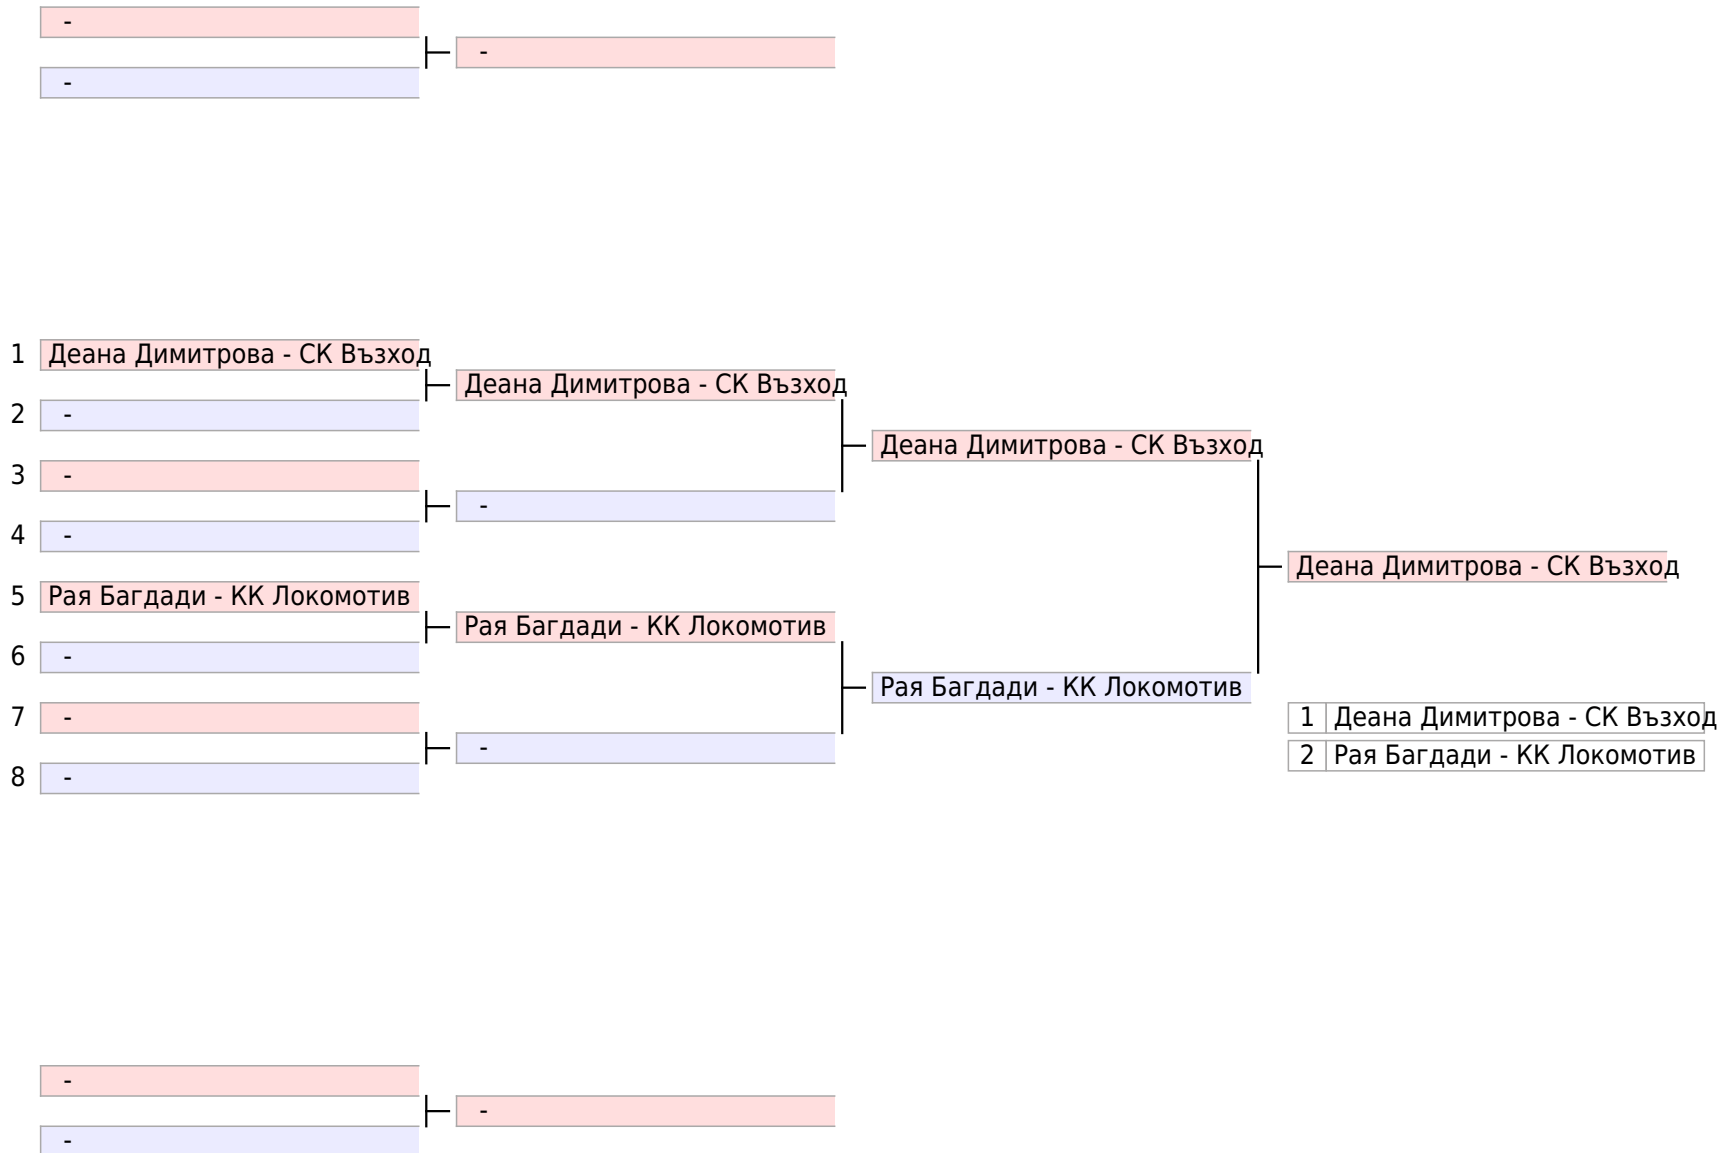 -
-
-
1 Деана Димитрова - СК Възход
Деана Димитрова - СК Възход
2 -
Деана Димитрова - СК Възход
3 -
-
4 -
Деана Димитрова - СК Възход
5 Рая Багдади - КК Локомотив
Рая Багдади - КК Локомотив
6 -
Рая Багдади - КК Локомотив
7 -
1 Деана Димитрова - СК Възход
-
2 Рая Багдади - КК Локомотив
8 -
-
-
-